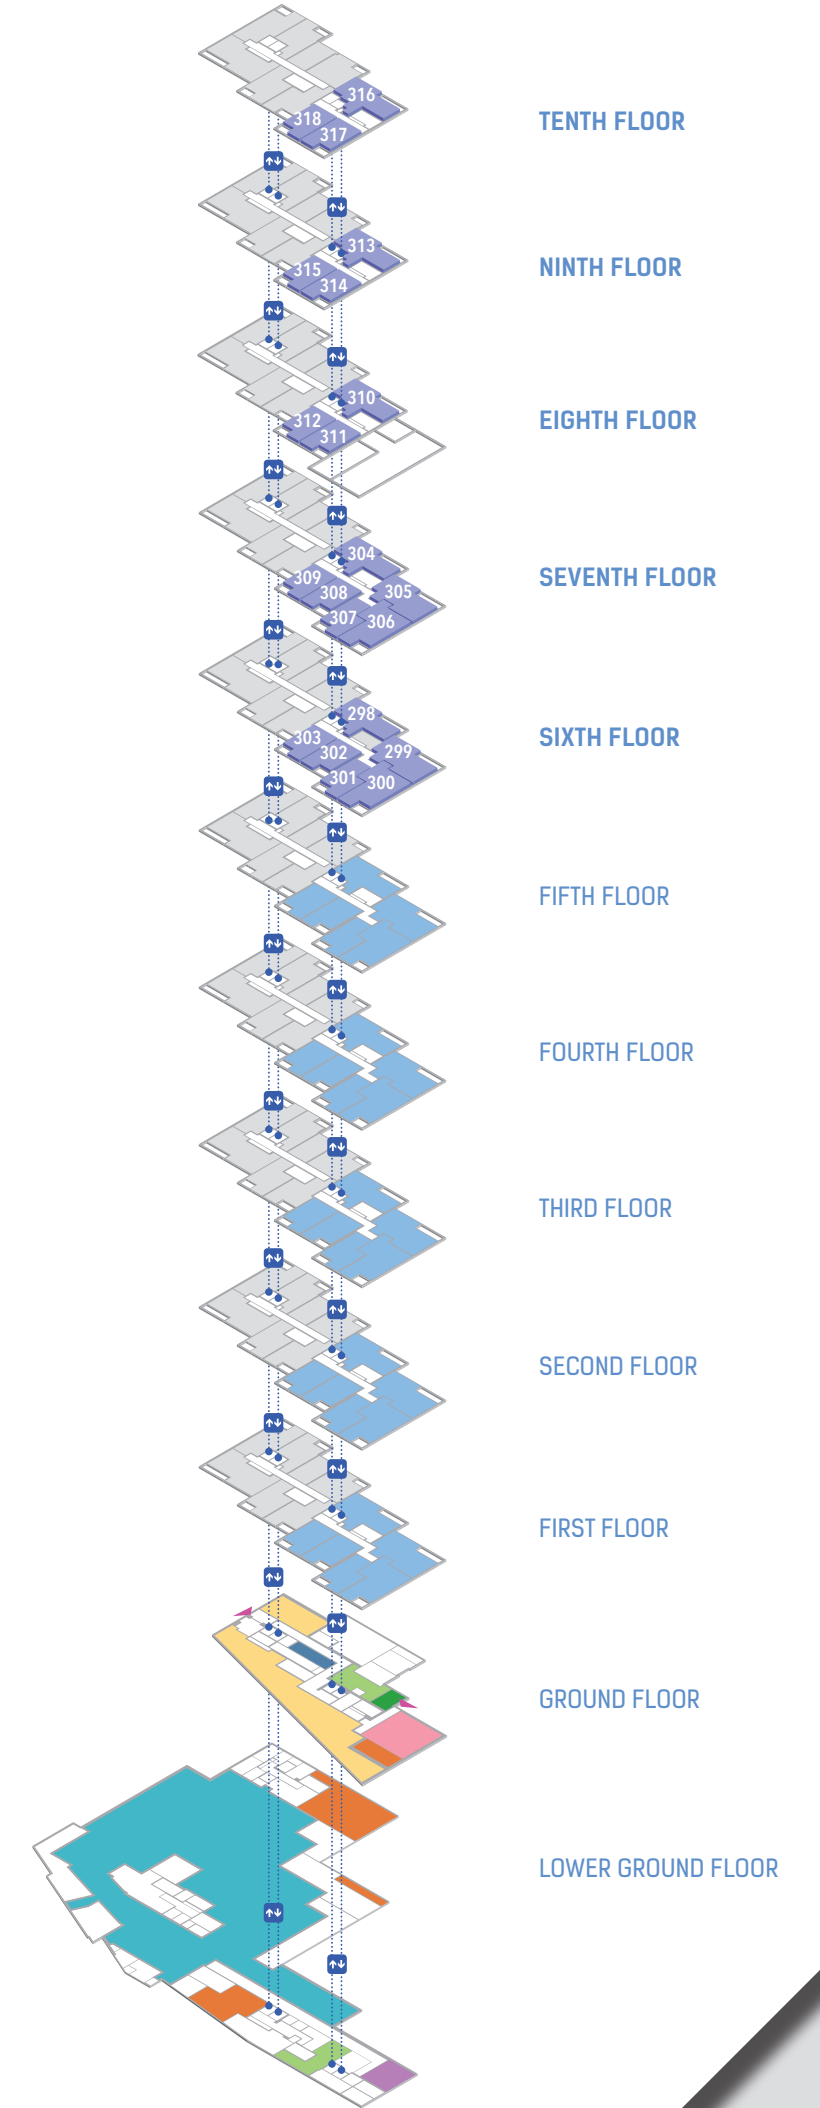 316
318
317
TENTH FLOOR
313
315
314
NINTH FLOOR
310
312
311
EIGHTH FLOOR
304
309
308
305
307
306
SEVENTH FLOOR
298
303
302
299
301
300
SIXTH FLOOR
FIFTH FLOOR
FOURTH FLOOR
THIRD FLOOR
SECOND FLOOR
FIRST FLOOR
GROUND FLOOR
LOWER GROUND FLOOR